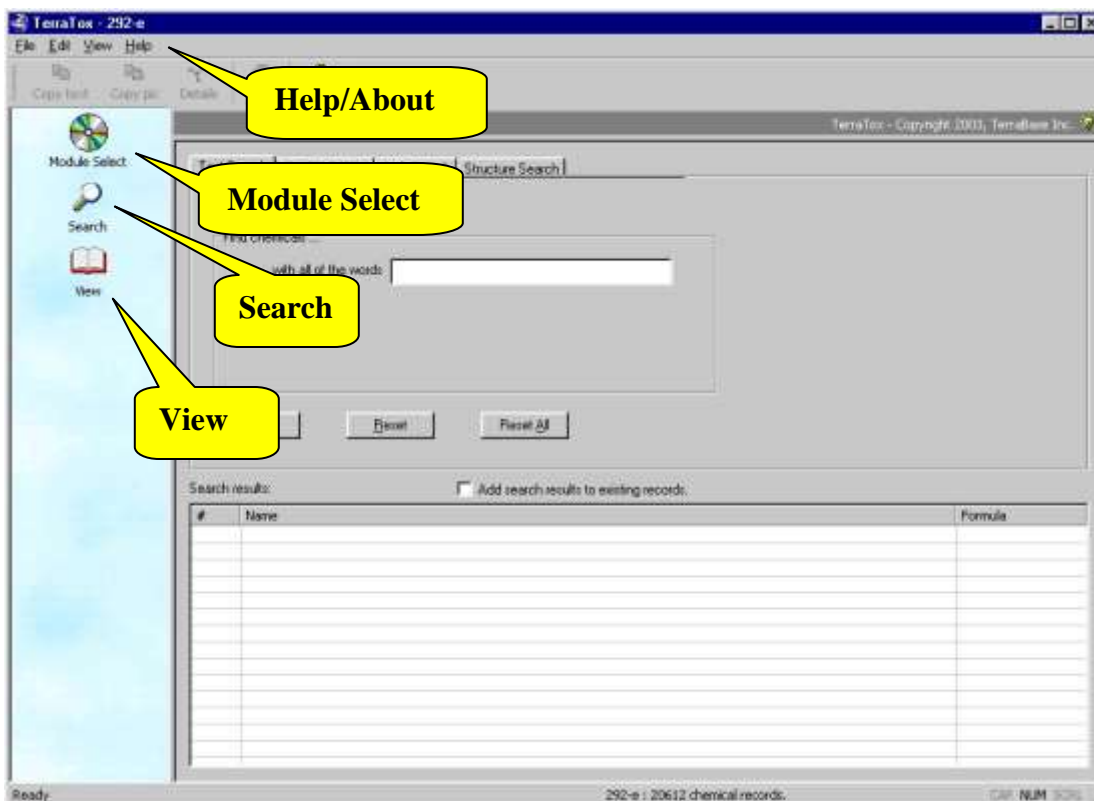 TerraTox - 292-e
File Edit View Help
Copy text Copy pic Details
Help/About
TerraTox - Copyright 2003, TerraBase Inc.
Module Select
Structure Search
Module Select
Search
Find chemicals ...
with all of the words
View
Search
View
Reset
Reset All
Search results:
Add search results to existing records.
# Name Formula
Ready
292-e : 20612 chemical records.
CAP NUM SCRL